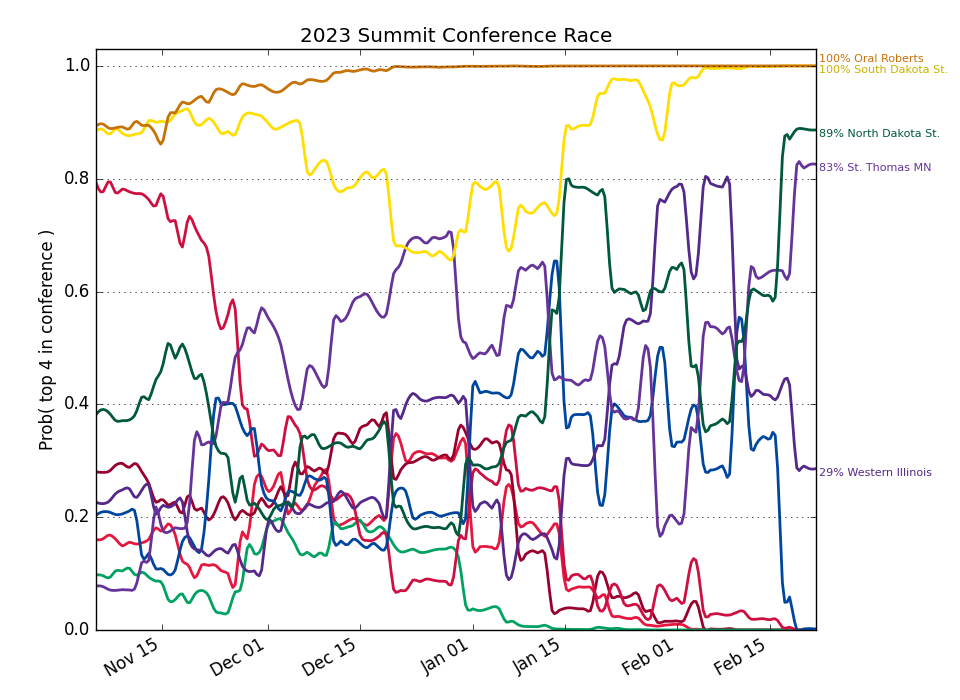 2023 Summit Conference Race
Prob( top 4 in conference )
1.0
0.8
0.6
0.4
0.2
0.0
Nov 15
Dec 01
Dec 15
Jan 01
Jan 15
Feb 01
Feb 15
100% Oral Roberts
100% South Dakota St.
89% North Dakota St.
83% St. Thomas MN
29% Western Illinois